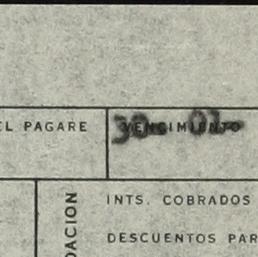 EL PAGARE
VENCIMIENTO
30- 01-
INTS. COBRADOS
DESCUENTOS PAR
DACION